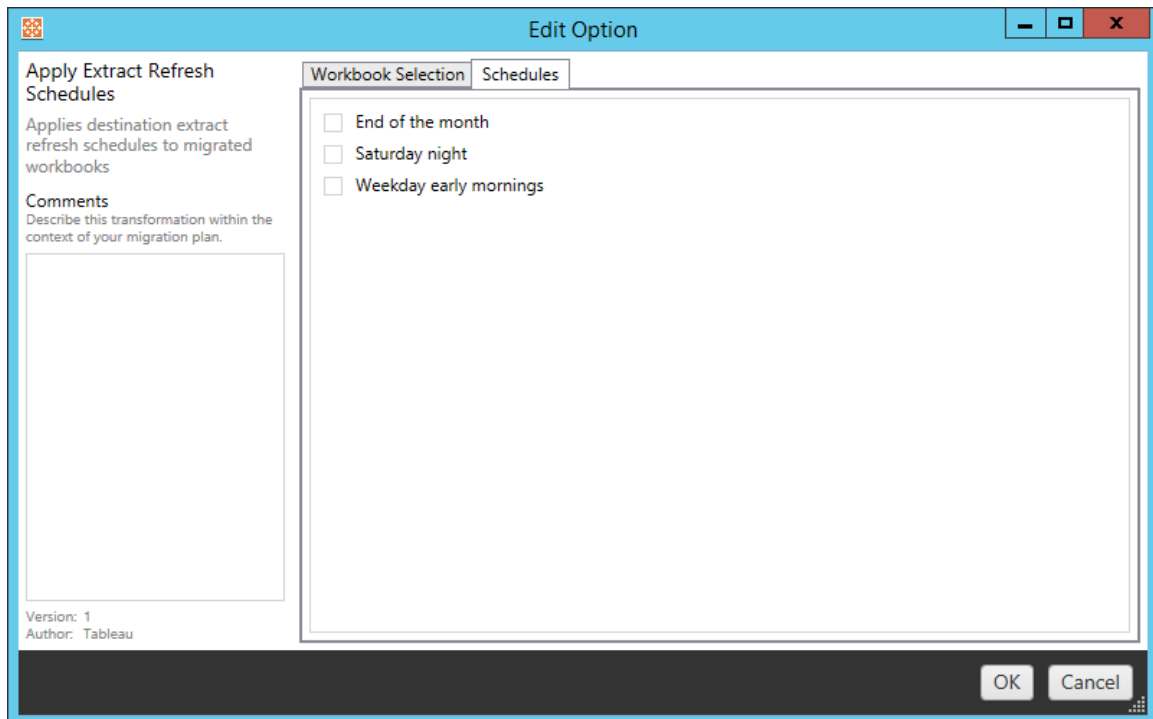 Edit Option
Apply Extract Refresh
Schedules
Applies destination extract
refresh schedules to migrated
workbooks
Comments
Describe this transformation within the
context of your migration plan.
Version: 1
Author: Tableau
Workbook Selection
Schedules
End of the month
Saturday night
Weekday early mornings
OK
Cancel